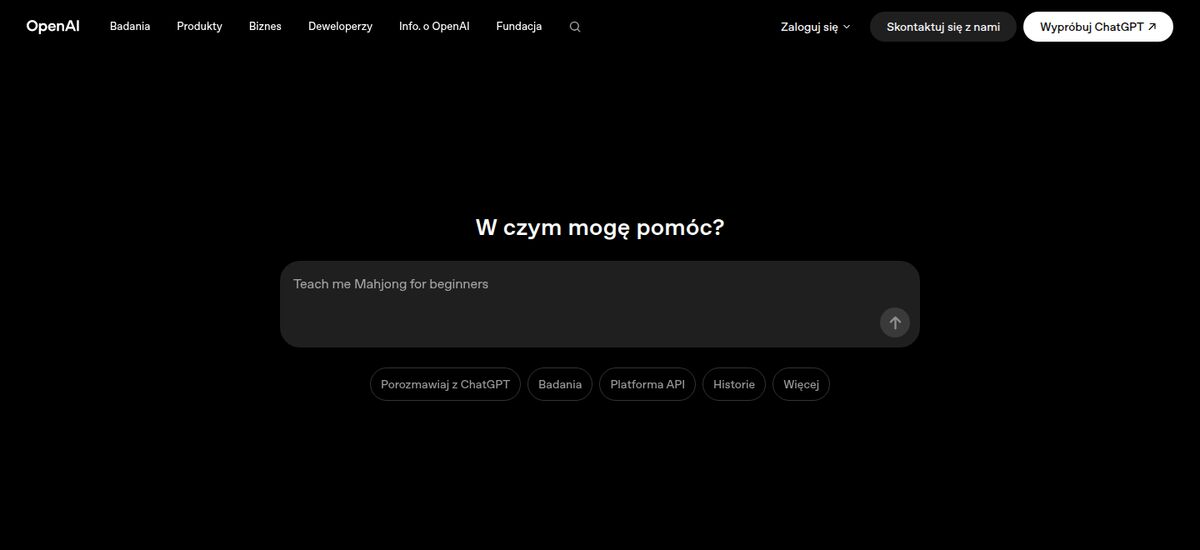 OpenAI Badania Produkty Biznes Deweloperzy Info. o OpenAI Fundacja Zaloguj się Skontaktuj się z nami Wypróbuj ChatGPT ↗
W czym mogę pomóc?
Teach me Mahjong for beginners
Porozmawiaj z ChatGPT Badania Platforma API Historie Więcej